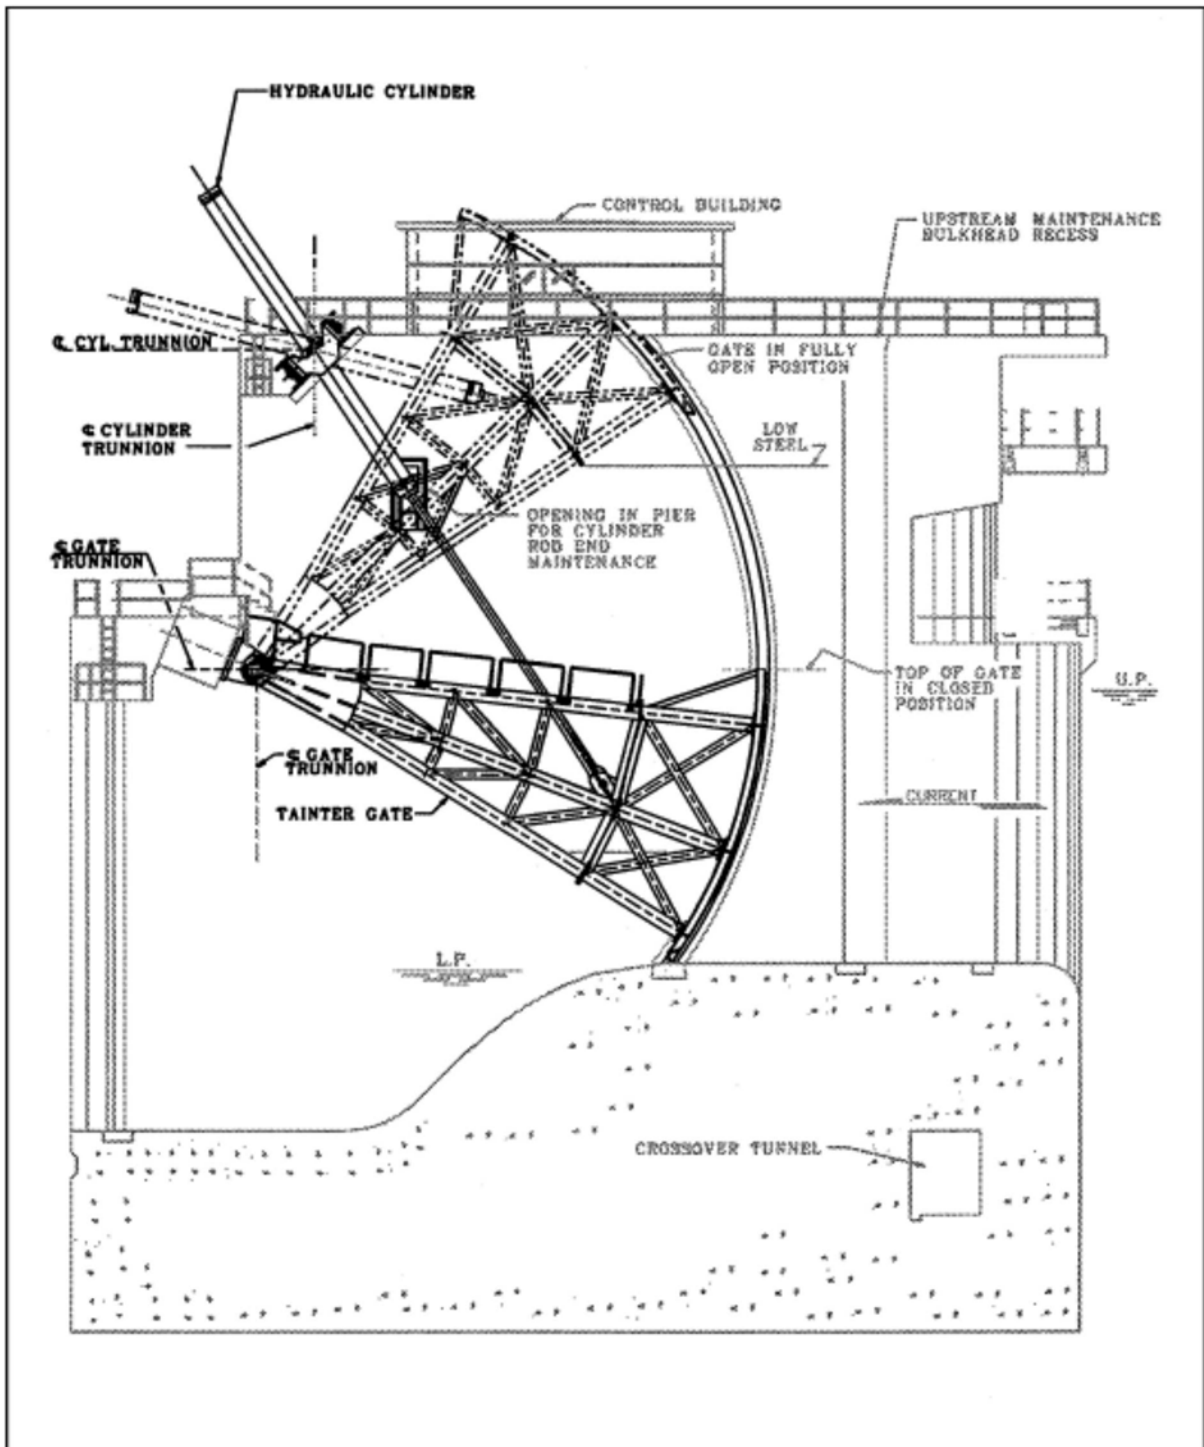 HYDRAULIC CYLINDER
CONTROL BUILDING
UPSTREAM MAINTENANCE
BULKHEAD RECESS
℄ CYL TRUNNION
GATE IN FULLY
OPEN POSITION
℄ CYLINDER
TRUNNION
LOW
STEEL
OPENING IN PIER
FOR CYLINDER
ROD END
MAINTENANCE
℄ GATE
TRUNNION
TOP OF GATE
IN CLOSED
POSITION
U.P.
℄ GATE
TRUNNION
TAINTER GATE
CURRENT
L.P.
CROSSOVER TUNNEL